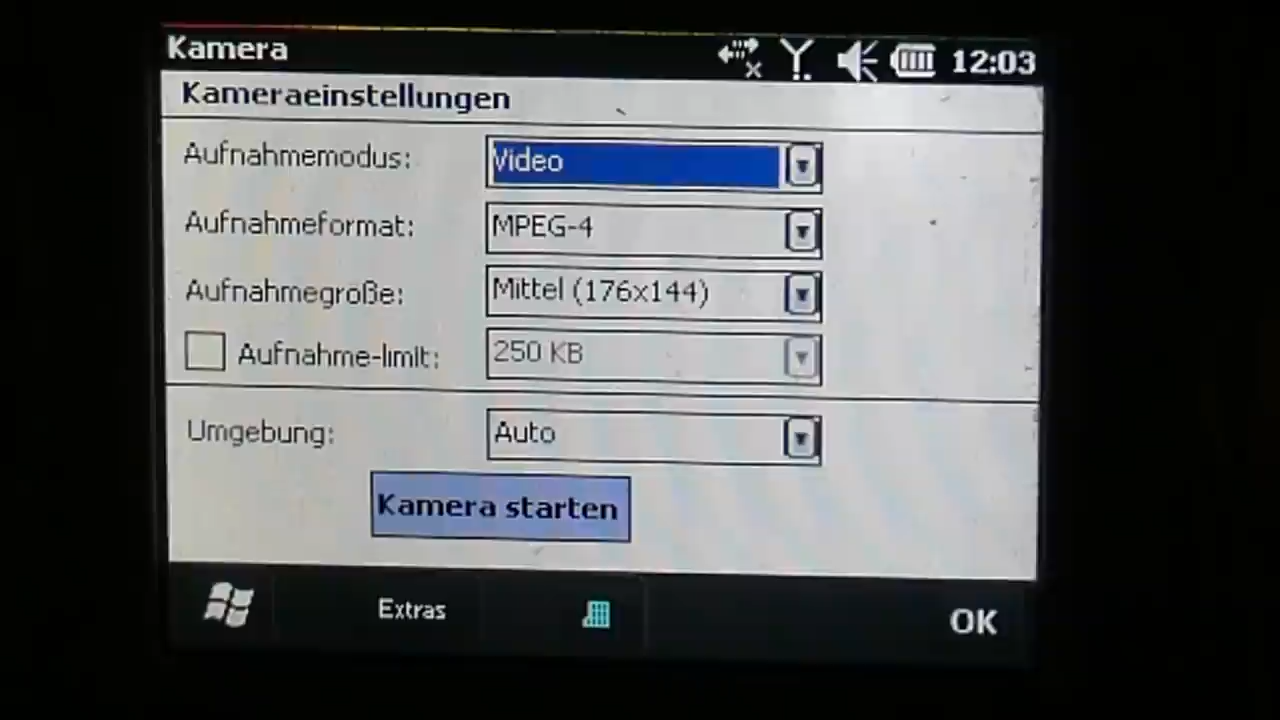 Kamera 12:03
Kameraeinstellungen
Aufnahmemodus: Video
Aufnahmeformat: MPEG-4
Aufnahmegröße: Mittel (176x144)
Aufnahme-limit: 250 KB
Umgebung: Auto
Kamera starten
Extras OK